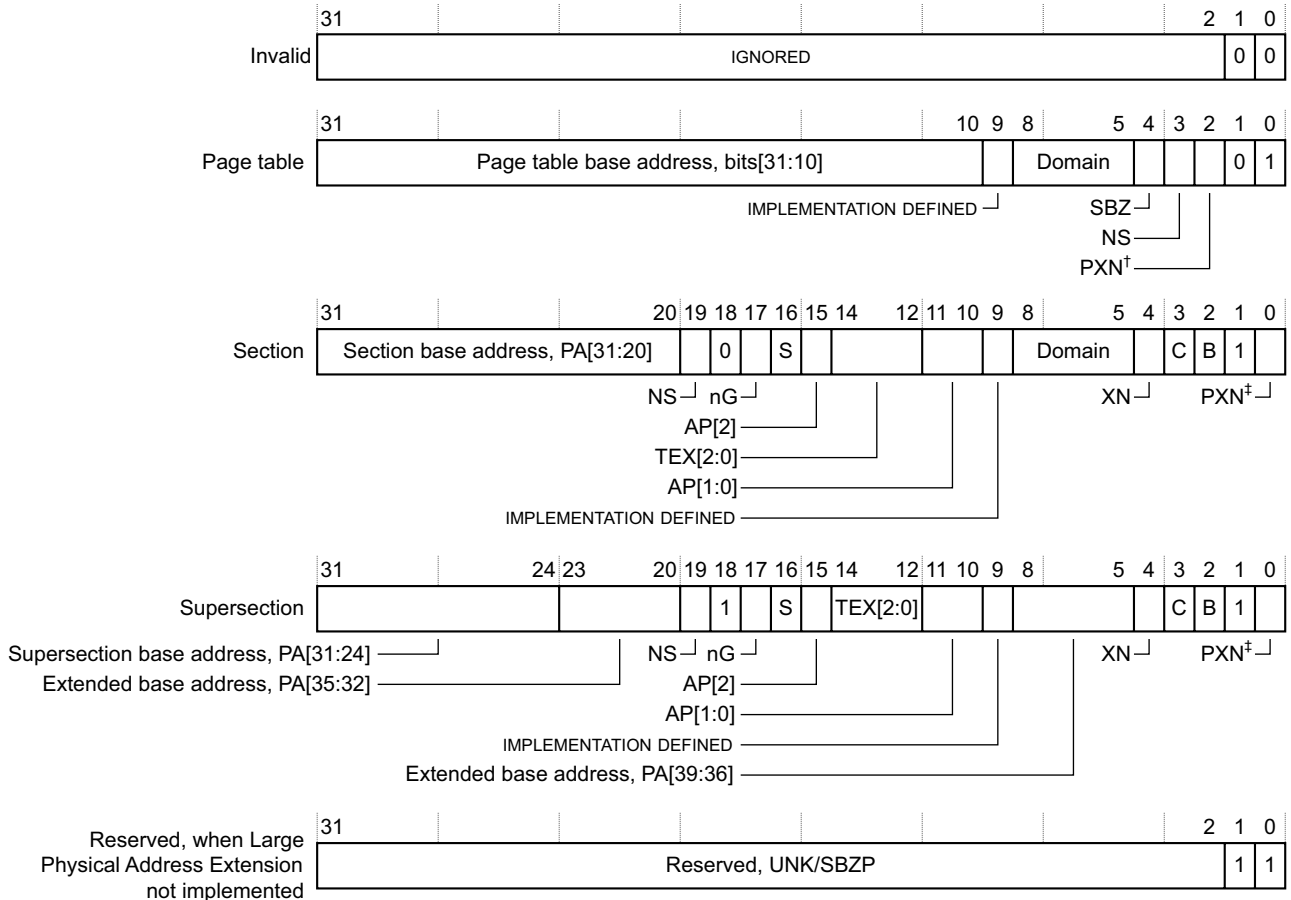 31 2 1 0
Invalid IGNORED 0 0
31 10 9 8 5 4 3 2 1 0
Page table Page table base address, bits[31:10] Domain 0 1
IMPLEMENTATION DEFINED SBZ
NS
PXN†
31 20 19 18 17 16 15 14 12 11 10 9 8 5 4 3 2 1 0
Section Section base address, PA[31:20] 0 S Domain C B 1
NS nG XN PXN‡
AP[2]
TEX[2:0]
AP[1:0]
IMPLEMENTATION DEFINED
31 24 23 20 19 18 17 16 15 14 12 11 10 9 8 5 4 3 2 1 0
Supersection 1 S TEX[2:0] C B 1
Supersection base address, PA[31:24] NS nG XN PXN‡
Extended base address, PA[35:32] AP[2]
AP[1:0]
IMPLEMENTATION DEFINED
Extended base address, PA[39:36]
31 2 1 0
Reserved, when Large
Physical Address Extension Reserved, UNK/SBZP 1 1
not implemented